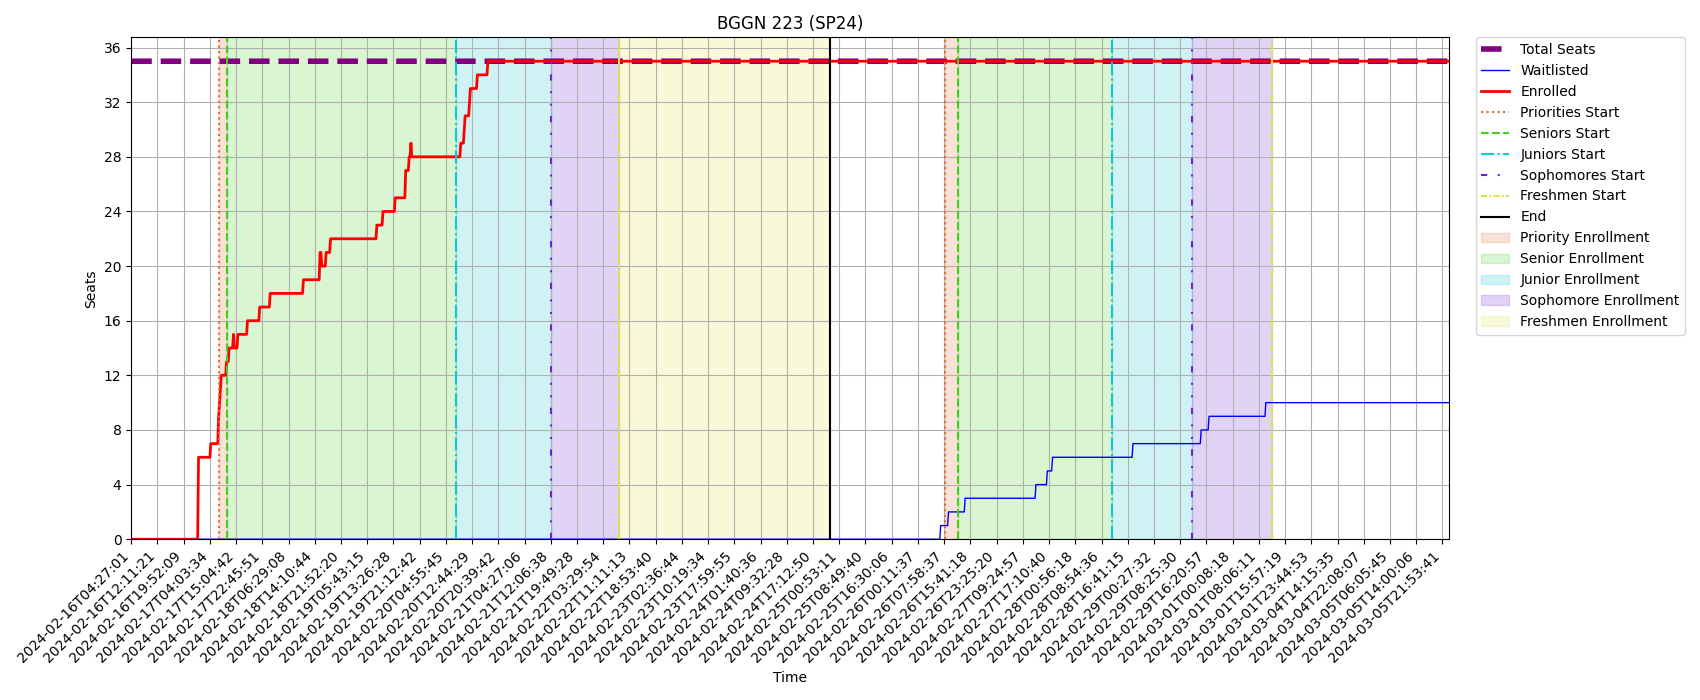 BGGN 223 (SP24)
36
32
28
24
20
16
12
8
4
0
Seats
2024-02-16T04:27:01
2024-02-16T12:11:21
2024-02-16T19:52:09
2024-02-17T04:03:34
2024-02-17T15:04:42
2024-02-17T22:45:51
2024-02-18T06:29:08
2024-02-18T14:10:44
2024-02-18T21:52:20
2024-02-19T05:43:15
2024-02-19T13:26:28
2024-02-19T21:12:42
2024-02-20T04:55:45
2024-02-20T12:44:29
2024-02-20T20:39:42
2024-02-21T04:27:06
2024-02-21T12:06:38
2024-02-21T19:49:28
2024-02-22T03:29:54
2024-02-22T11:11:13
2024-02-22T18:53:40
2024-02-23T02:36:44
2024-02-23T10:19:34
2024-02-23T17:59:55
2024-02-24T01:40:36
2024-02-24T09:32:28
2024-02-24T17:12:50
2024-02-25T00:53:11
2024-02-25T08:49:40
2024-02-25T16:30:06
2024-02-26T00:11:37
2024-02-26T07:58:37
2024-02-26T15:41:18
2024-02-26T23:25:20
2024-02-27T09:24:57
2024-02-27T17:10:40
2024-02-28T00:56:18
2024-02-28T08:54:36
2024-02-28T16:41:15
2024-02-29T00:27:32
2024-02-29T08:25:30
2024-02-29T16:20:57
2024-03-01T00:08:18
2024-03-01T08:06:11
2024-03-01T15:57:19
2024-03-01T23:44:53
2024-03-04T14:15:35
2024-03-04T22:08:07
2024-03-05T06:05:45
2024-03-05T14:00:06
2024-03-05T21:53:41
Time
Total Seats
Waitlisted
Enrolled
Priorities Start
Seniors Start
Juniors Start
Sophomores Start
Freshmen Start
End
Priority Enrollment
Senior Enrollment
Junior Enrollment
Sophomore Enrollment
Freshmen Enrollment